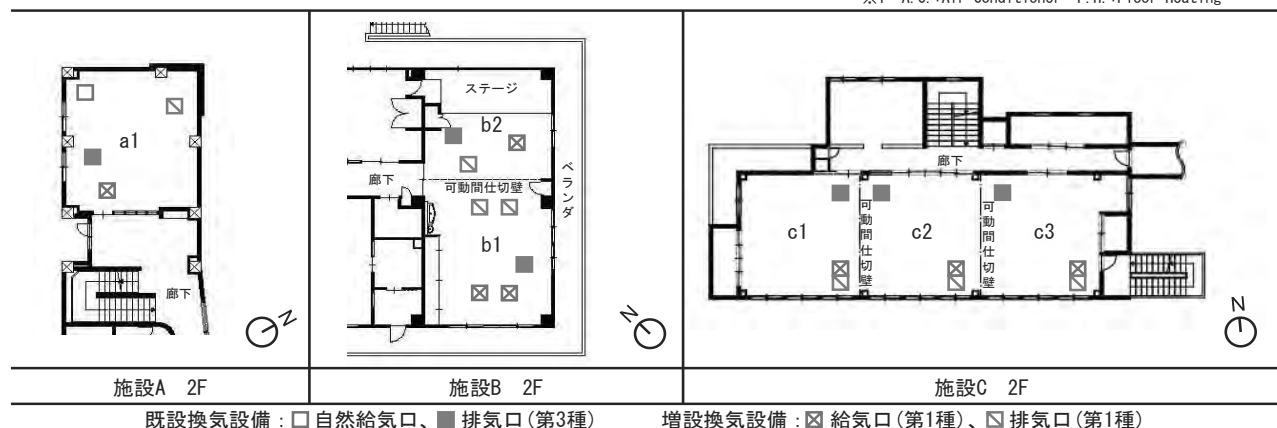 ※1 A.C.:Air Conditioner F.H.:Floor Heating
a1
廊下
N
ステージ
b2
ベランダ
廊下
可動間仕切壁
b1
N
廊下
c1
可動間仕切壁
c2
可動間仕切壁
c3
N
施設A 2F
施設B 2F
施設C 2F
既設換気設備：自然給気口、排気口(第3種) 増設換気設備：給気口(第1種)、排気口(第1種)